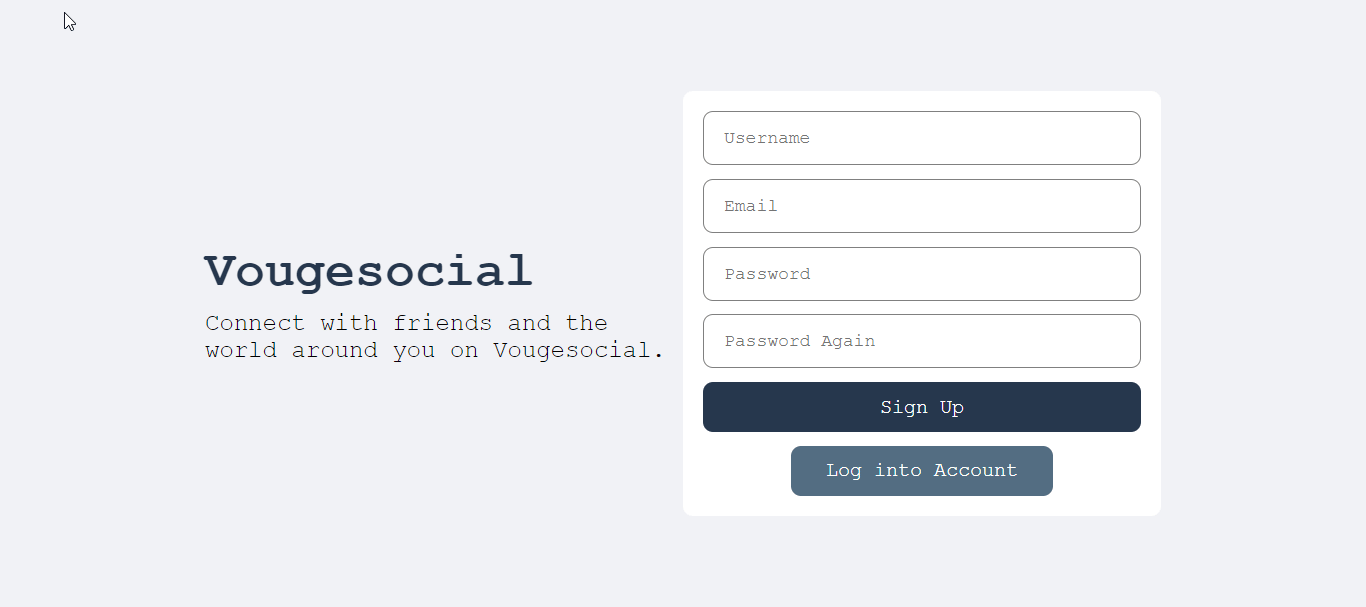 Vougesocial
Connect with friends and the
world around you on Vougesocial.
Username
Email
Password
Password Again
Sign Up
Log into Account